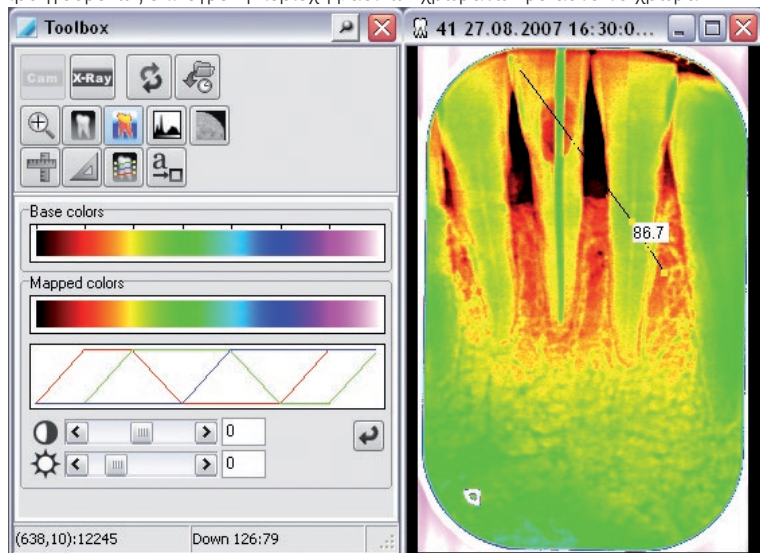 Toolbox
41 27.08.2007 16:30:0...
Cam
X-Ray
a
Base colors
Mapped colors
0
0
(638,10):12245
Down 126:79
86.7